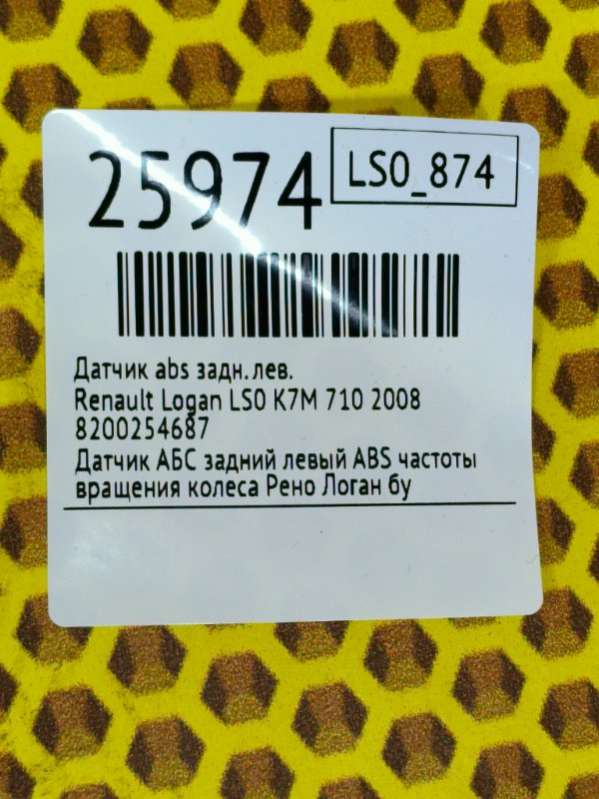 25974
LS0_874
Датчик abs задн.лев.
Renault Logan LS0 K7M 710 2008
8200254687
Датчик АБС задний левый ABS частоты
вращения колеса Рено Логан бу